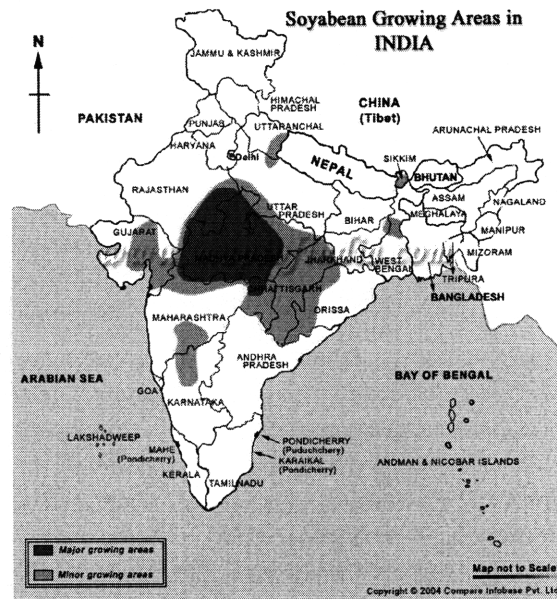 Soyabean Growing Areas in
INDIA
N
JAMMU & KASHMIR
HIMACHAL
PRADESH
CHINA
(Tibet)
PAKISTAN
PUNJAB
UTTARANCHAL
ARUNACHAL PRADESH
HARYANA
Delhi
NEPAL
SIKKIM
BHUTAN
RAJASTHAN
UTTAR
PRADESH
ASSAM
NAGALAND
BIHAR
MEGHALAYA
GUJARAT
MANIPUR
MADHYA PRADESH
JHARKHAND
WEST
BENGAL
MIZORAM
TRIPURA
CHHATTISGARH
BANGLADESH
MAHARASHTRA
ORISSA
ANDHRA
PRADESH
ARABIAN SEA
BAY OF BENGAL
GOA
KARNATAKA
LAKSHADWEEP
MAHE
(Pondicherry)
PONDICHERRY
(Puduchchery)
KARAIKAL
(Pondicherry)
ANDMAN & NICOBAR ISLANDS
KERALA
TAMILNADU
Major growing areas
Minor growing areas
Map not to Scale
Copyright © 2004 Compare Infobase Pvt. Ltd